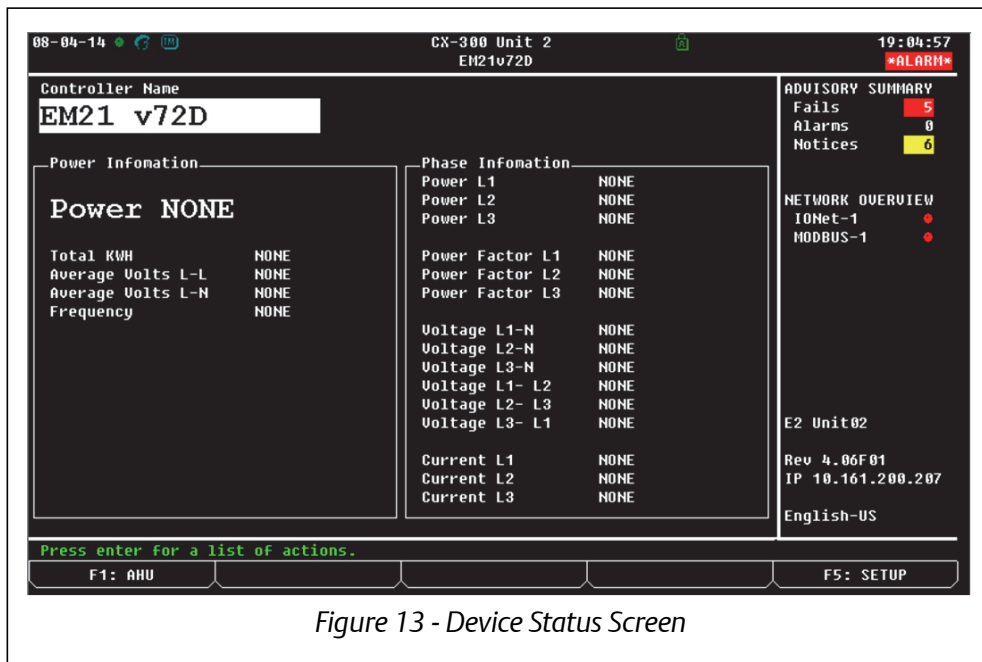 08-04-14 TM CX-300 Unit 2 A 19:04:57
EM21v72D *ALARM*
Controller Name
EM21 v72D
Power Infomation
Power NONE
Total KWH NONE
Average Volts L-L NONE
Average Volts L-N NONE
Frequency NONE
Phase Infomation
Power L1 NONE
Power L2 NONE
Power L3 NONE
Power Factor L1 NONE
Power Factor L2 NONE
Power Factor L3 NONE
Voltage L1-N NONE
Voltage L2-N NONE
Voltage L3-N NONE
Voltage L1- L2 NONE
Voltage L2- L3 NONE
Voltage L3- L1 NONE
Current L1 NONE
Current L2 NONE
Current L3 NONE
ADVISORY SUMMARY
Fails 5
Alarms 0
Notices 6
NETWORK OVERVIEW
IONet-1
MODBUS-1
E2 Unit02
Rev 4.06F01
IP 10.161.200.207
English-US
Press enter for a list of actions.
F1: AHU F5: SETUP
Figure 13 - Device Status Screen